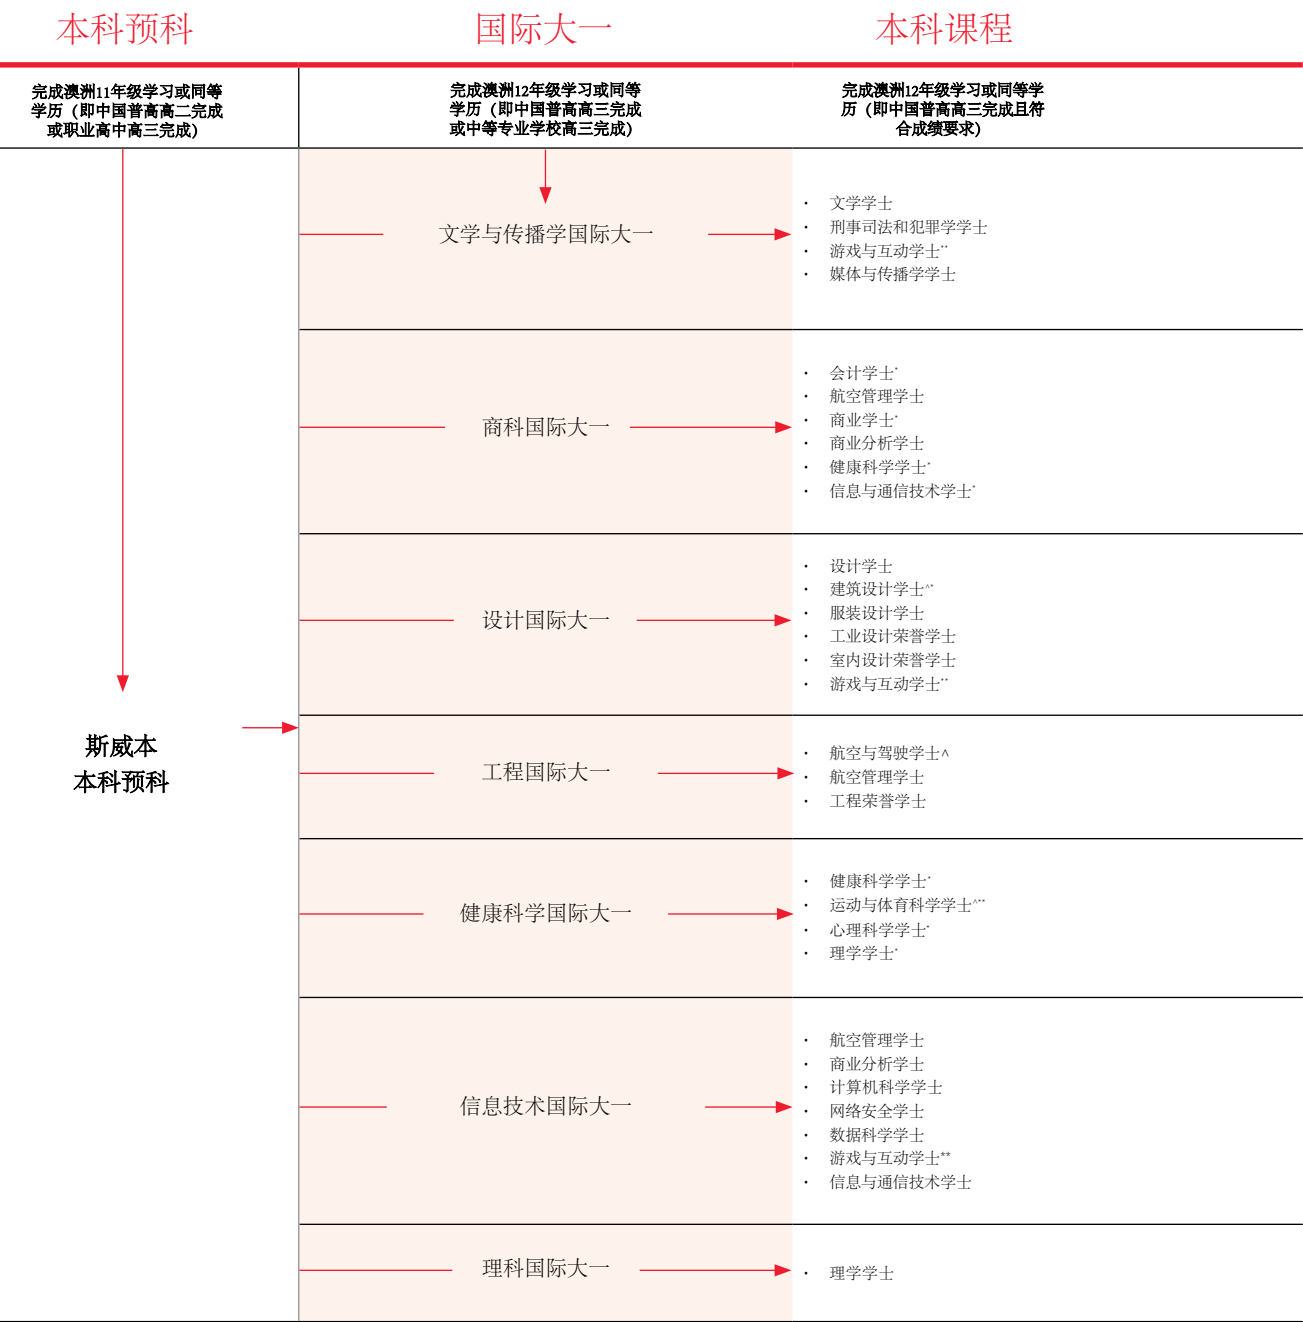 本科预科
国际大一
本科课程
完成澳洲11年级学习或同等
学历（即中国普高高二完成
或职业高中高三完成）
完成澳洲12年级学习或同等
学历（即中国普高高三完成
或中等专业学校高三完成）
完成澳洲12年级学习或同等学
历（即中国普高高三完成且符
合成绩要求）
斯威本
本科预科
文学与传播学国际大一
· 文学学士
· 刑事司法和犯罪学学士
· 游戏与互动学士**
· 媒体与传播学学士
商科国际大一
· 会计学士*
· 航空管理学士
· 商业学士*
· 商业分析学士
· 健康科学学士*
· 信息与通信技术学士*
设计国际大一
· 设计学士
· 建筑设计学士^*
· 服装设计学士
· 工业设计荣誉学士
· 室内设计荣誉学士
· 游戏与互动学士**
工程国际大一
· 航空与驾驶学士^
· 航空管理学士
· 工程荣誉学士
健康科学国际大一
· 健康科学学士*
· 运动与体育科学学士^**
· 心理科学学士*
· 理学学士*
信息技术国际大一
· 航空管理学士
· 商业分析学士
· 计算机科学学士
· 网络安全学士
· 数据科学学士
· 游戏与互动学士**
· 信息与通信技术学士
理科国际大一
· 理学学士